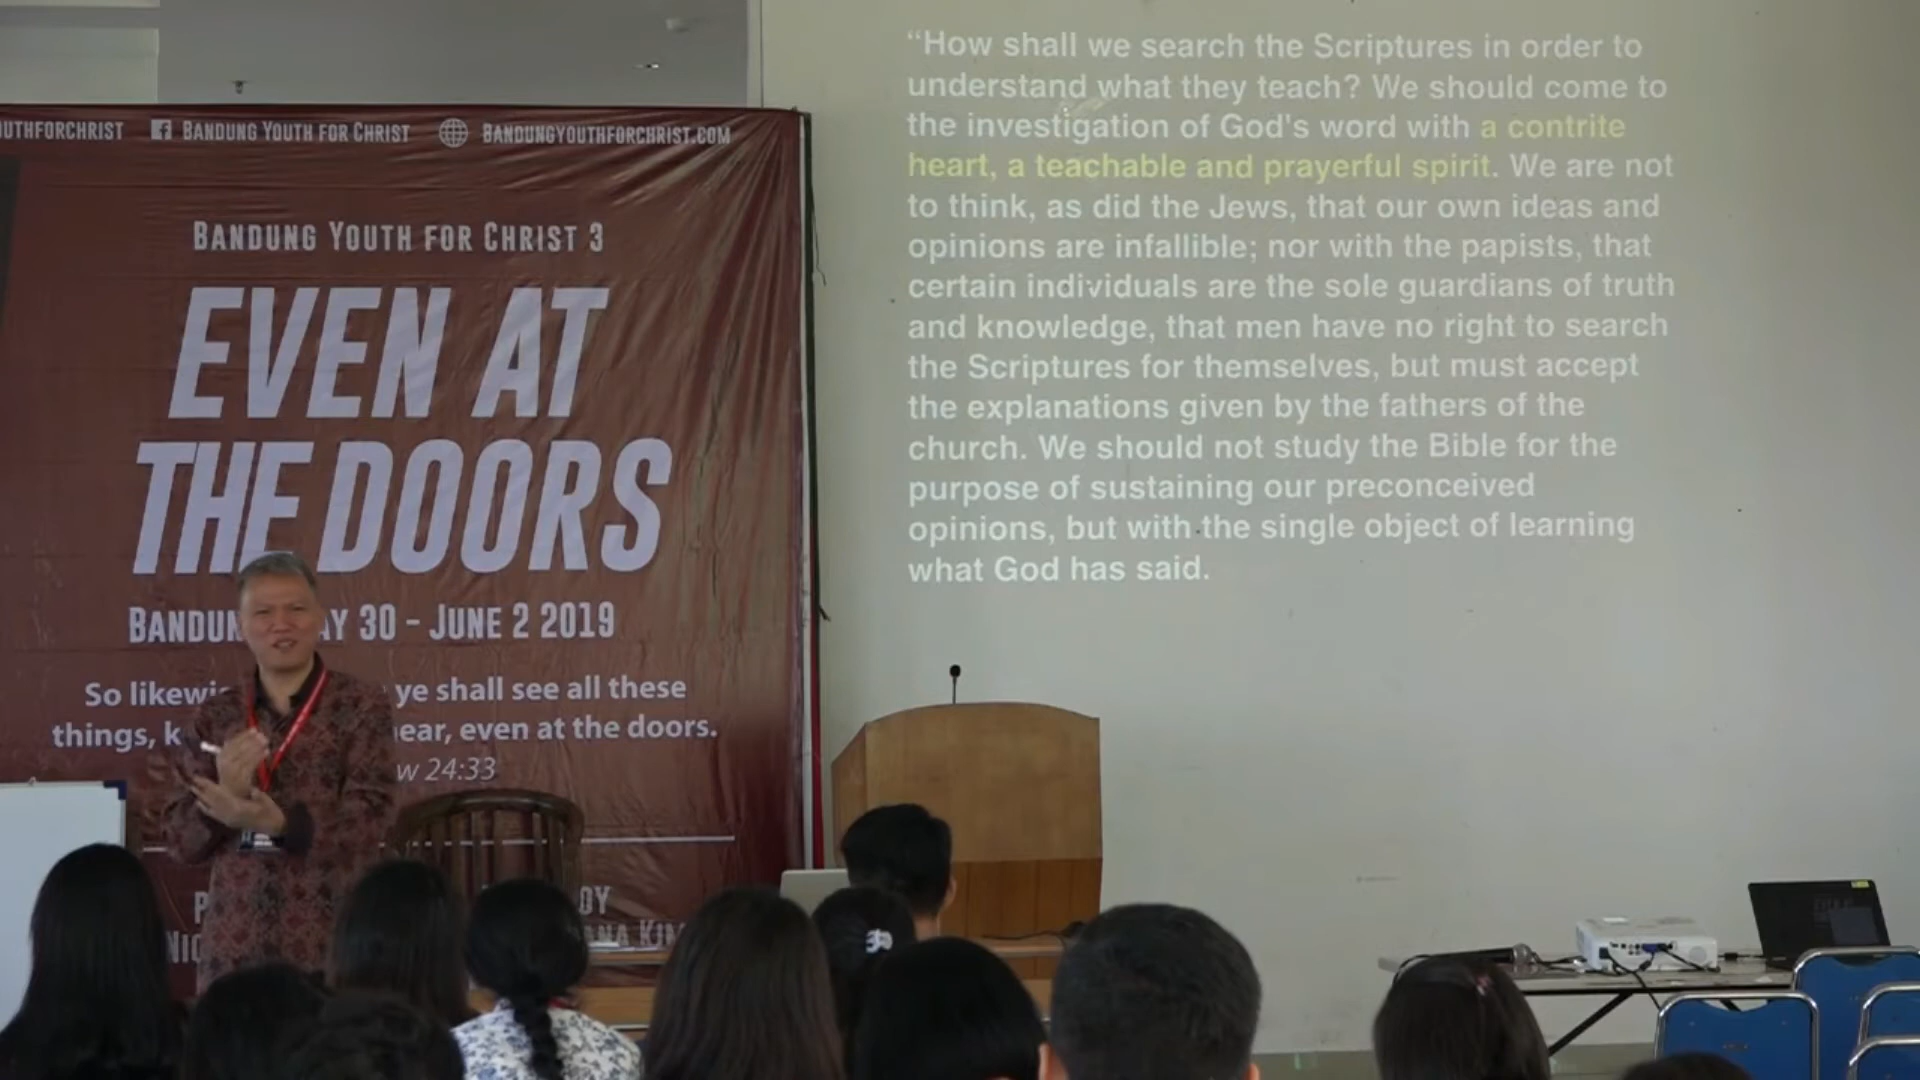 OUTHFORCHRIST BANDUNG YOUTH FOR CHRIST BANDUNGYOUTHFORCHRIST.COM
BANDUNG YOUTH FOR CHRIST 3
EVEN AT
THE DOORS
BANDUN AY 30 - JUNE 2 2019
So likewi ye shall see all these
things, k ear, even at the doors.
w 24:33
P OY
NIC ANA KIM
“How shall we search the Scriptures in order to
understand what they teach? We should come to
the investigation of God's word with a contrite
heart, a teachable and prayerful spirit. We are not
to think, as did the Jews, that our own ideas and
opinions are infallible; nor with the papists, that
certain individuals are the sole guardians of truth
and knowledge, that men have no right to search
the Scriptures for themselves, but must accept
the explanations given by the fathers of the
church. We should not study the Bible for the
purpose of sustaining our preconceived
opinions, but with the single object of learning
what God has said.